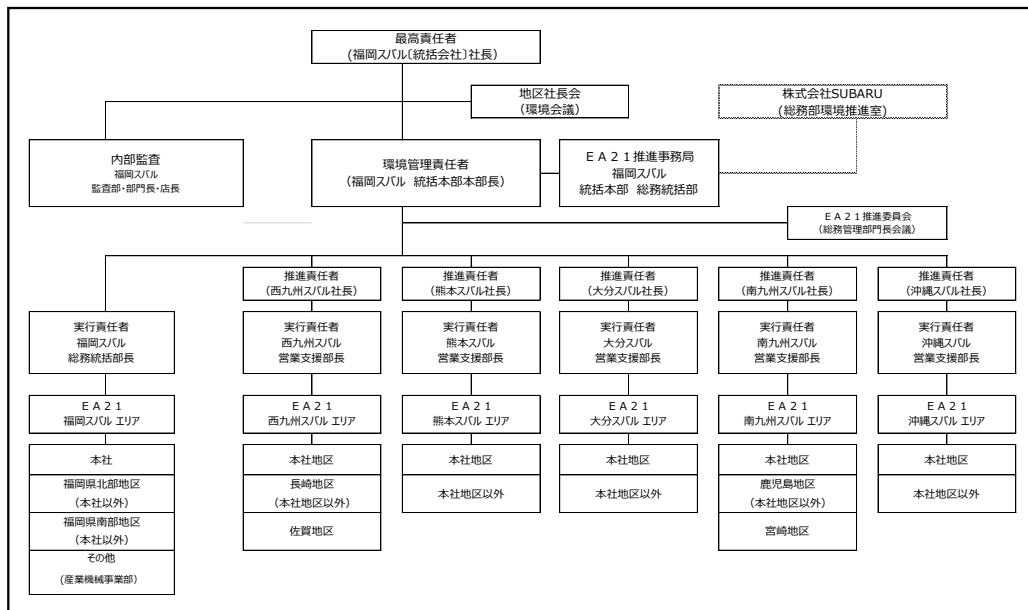 最高責任者
(福岡スバル〔統括会社〕社長)
地区社長会
（環境会議）
株式会社SUBARU
(総務部環境推進室)
内部監査
福岡スバル
監査部・部門長・店長
環境管理責任者
(福岡スバル 統括本部本部長)
ＥＡ２１推進事務局
福岡スバル
統括本部 総務統括部
ＥＡ２１推進委員会
（総務管理部門長会議）
推進責任者
（西九州スバル社長）
推進責任者
（熊本スバル社長）
推進責任者
（大分スバル社長）
推進責任者
（南九州スバル社長）
推進責任者
（沖縄スバル社長）
実行責任者
福岡スバル
総務統括部長
実行責任者
西九州スバル
営業支援部長
実行責任者
熊本スバル
営業支援部長
実行責任者
大分スバル
営業支援部長
実行責任者
南九州スバル
営業支援部長
実行責任者
沖縄スバル
営業支援部長
ＥＡ２１
福岡スバル エリア
ＥＡ２１
西九州スバル エリア
ＥＡ２１
熊本スバル エリア
ＥＡ２１
大分スバル エリア
ＥＡ２１
南九州スバル エリア
ＥＡ２１
沖縄スバル エリア
本社
福岡県北部地区
（本社以外）
福岡県南部地区
（本社以外）
その他
(産業機械事業部)
本社地区
長崎地区
（本社地区以外）
佐賀地区
本社地区
本社地区以外
本社地区
本社地区以外
本社地区
鹿児島地区
（本社地区以外）
宮崎地区
本社地区
本社地区以外